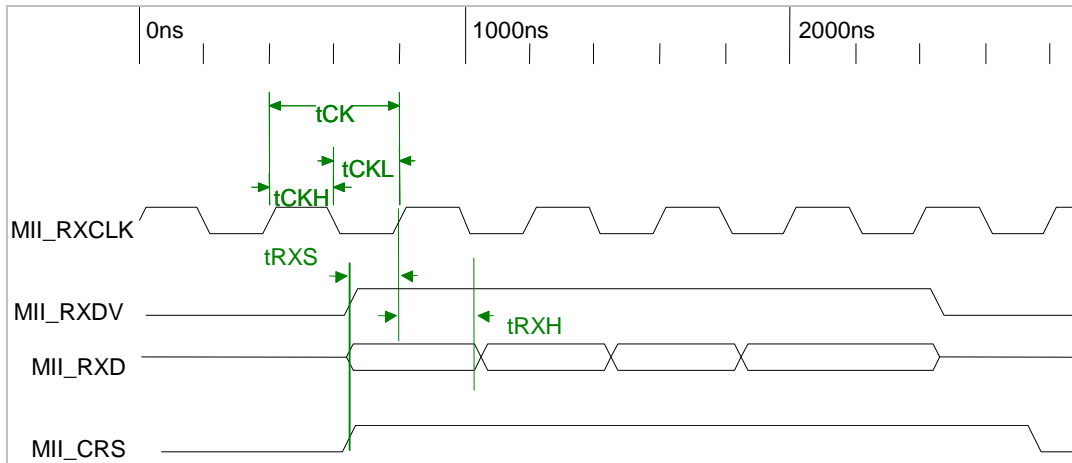 0ns 1000ns 2000ns
tCK
tCKL
tCKH
MII_RXCLK
tRXS
MII_RXDV
tRXH
MII_RXD
MII_CRS